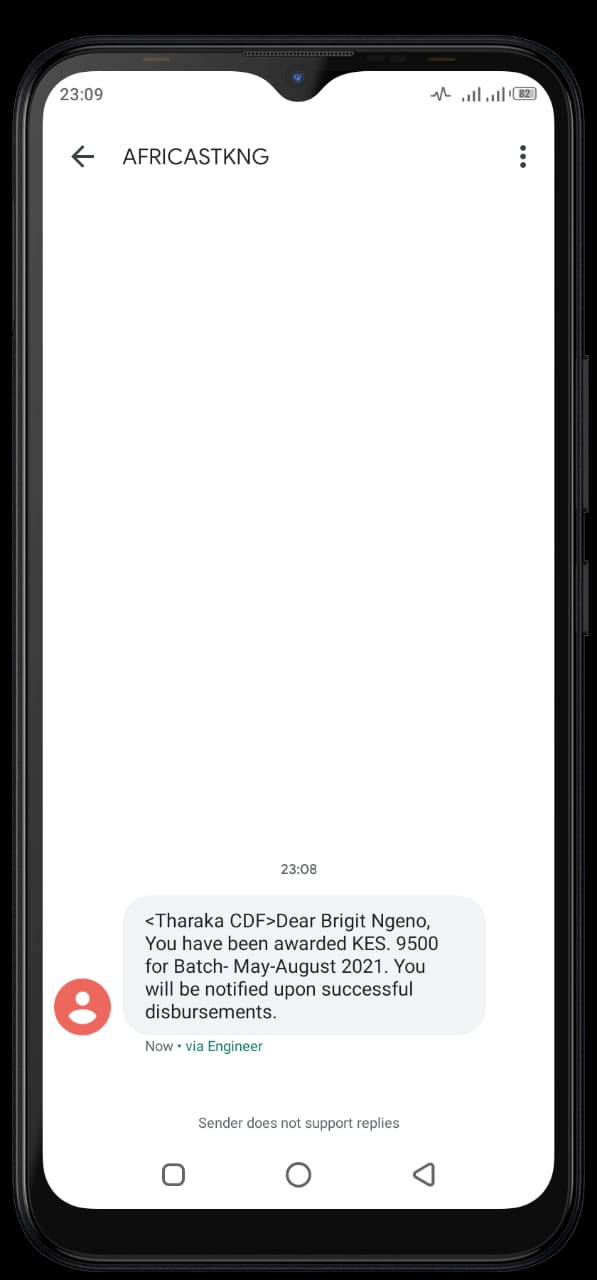 23:09
82
AFRICASTKNG
23:08
<Tharaka CDF>Dear Brigit Ngeno,
You have been awarded KES. 9500
for Batch- May-August 2021. You
will be notified upon successful
disbursements.
Now • via Engineer
Sender does not support replies